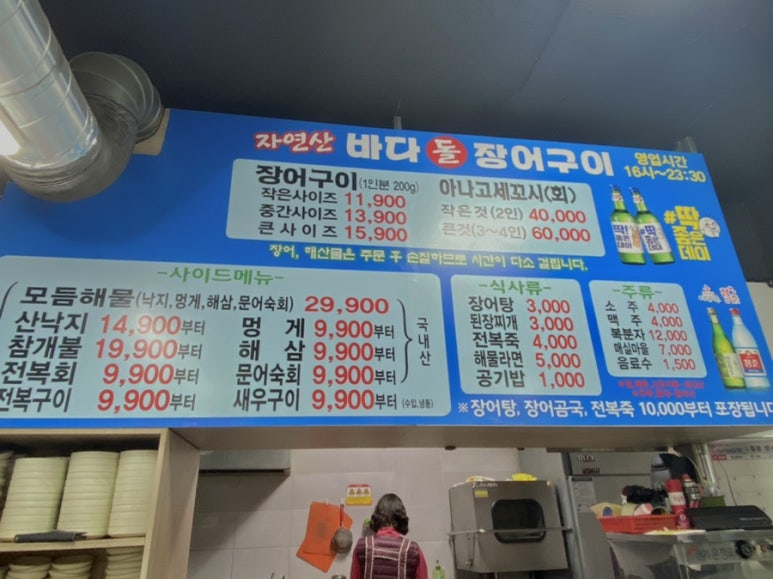 자연산 바다 돌 장어구이
영업시간
16시~23:30
장어구이(1인분 200g)
작은사이즈 11,900
중간사이즈 13,900
큰 사이즈 15,900
아나고세꼬시(회)
작은것(2인) 40,000
큰것(3~4인) 60,000
#딱
좋은
데이
장어, 해산물은 주문 후 손질하므로 시간이 다소 걸립니다.
-사이드메뉴-
모듬해물(낙지,멍게,해삼,문어숙회) 29,900
산낙지 14,900부터
참개불 19,900부터
전복회 9,900부터
전복구이 9,900부터
멍 게 9,900부터
해 삼 9,900부터
문어숙회 9,900부터
새우구이 9,900부터 (수입,냉동)
국내산
-식사류-
장어탕 3,000
된장찌개 3,000
전복죽 4,000
해물라면 5,000
공기밥 1,000
-주류-
소 주 4,000
맥 주 4,000
복분자 12,000
매실마을 7,000
음료수 1,500
※ 장어탕, 장어곰국, 전복죽 10,000부터 포장됩니다